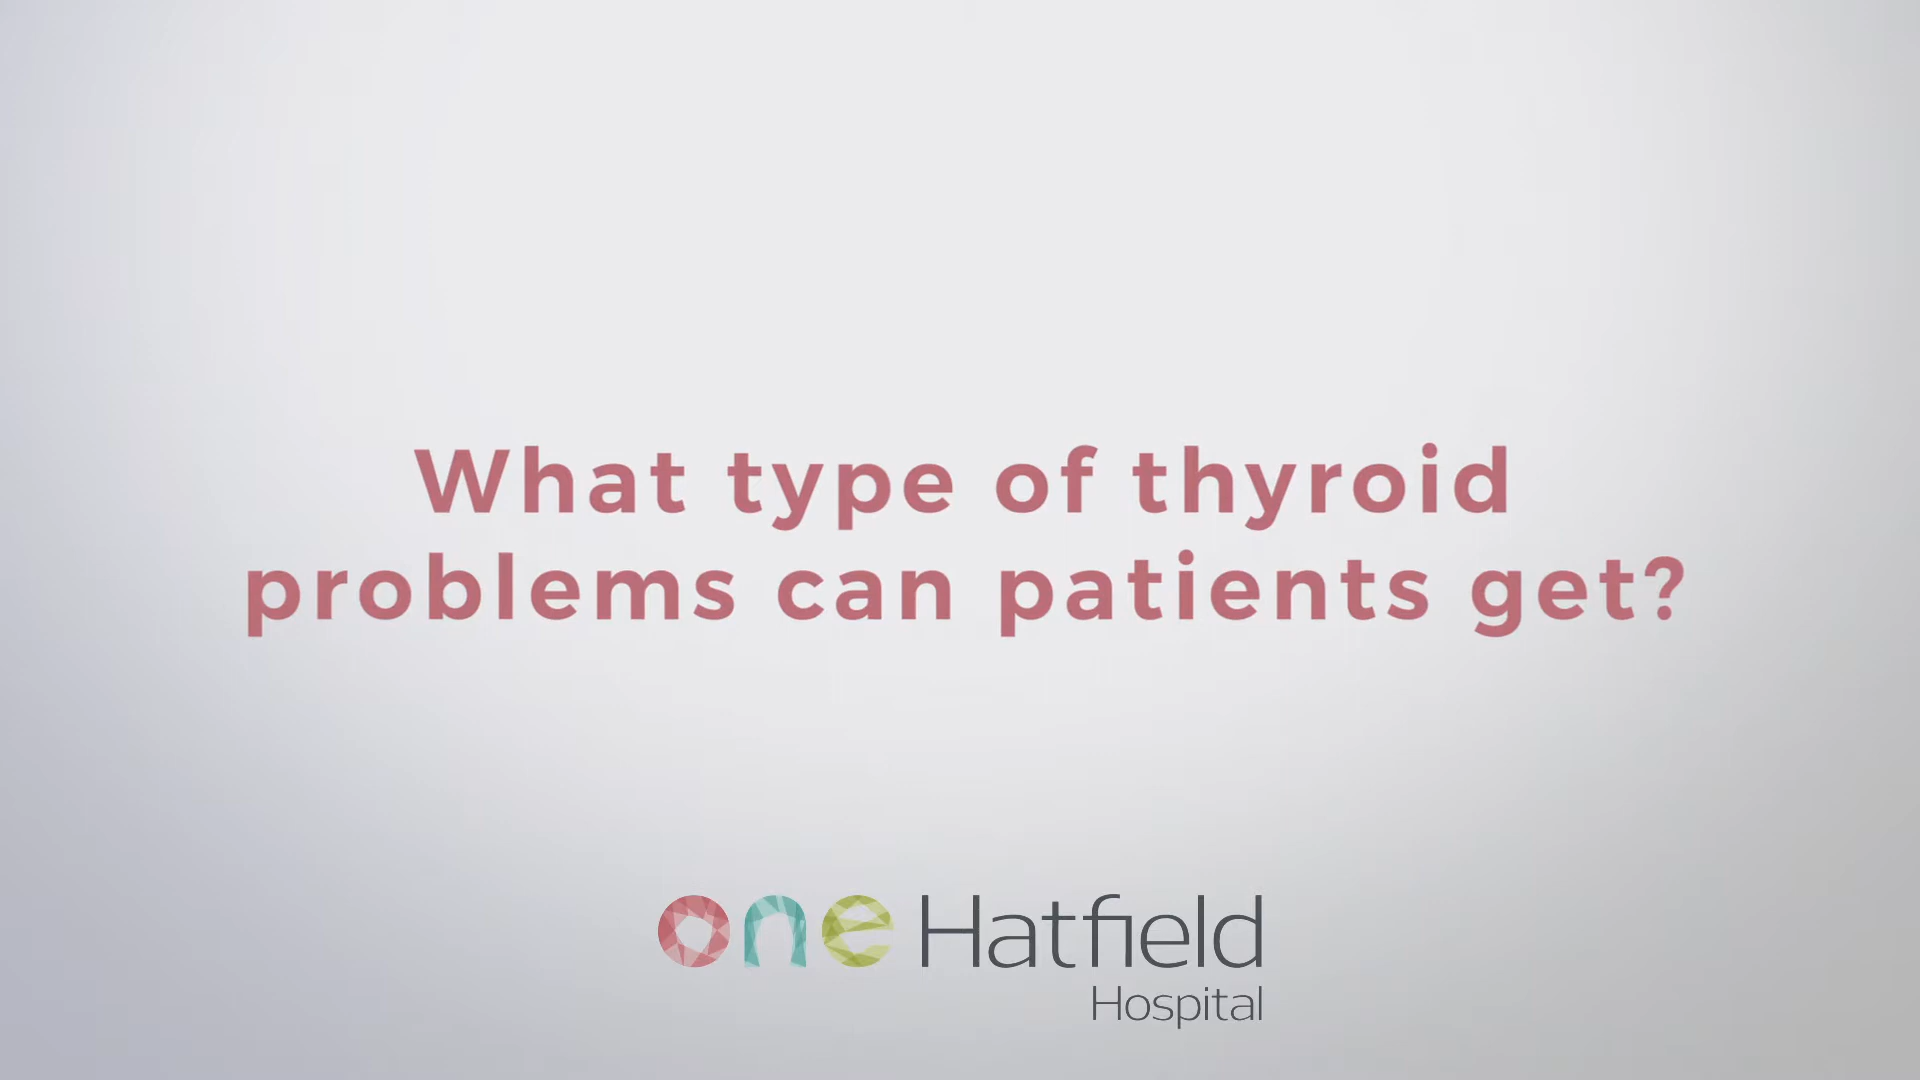 What type of thyroid
problems can patients get?
one Hatfield
Hospital